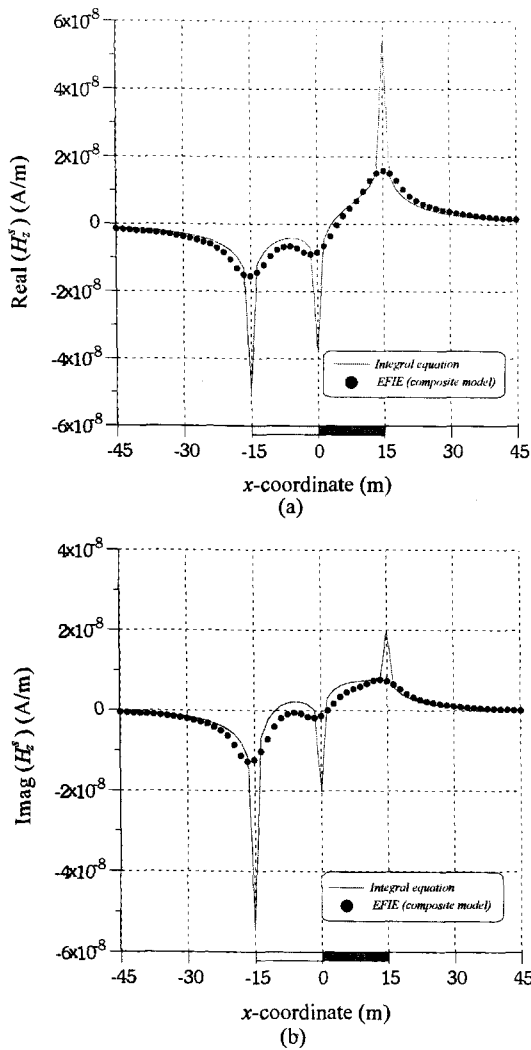 6x10⁻⁸
4x10⁻⁸
2x10⁻⁸
0
-2x10⁻⁸
-4x10⁻⁸
-6x10⁻⁸
Real (Hₛᶻ) (A/m)
Integral equation
EFIE (composite model)
-45 -30 -15 0 15 30 45
x-coordinate (m)
(a)
4x10⁻⁸
2x10⁻⁸
0
-2x10⁻⁸
-4x10⁻⁸
-6x10⁻⁸
Imag (Hₛᶻ) (A/m)
Integral equation
EFIE (composite model)
-45 -30 -15 0 15 30 45
x-coordinate (m)
(b)